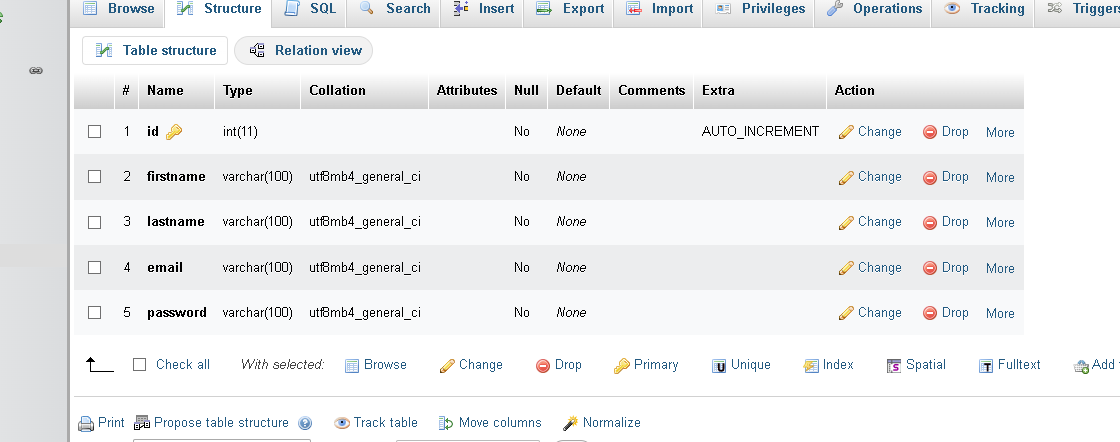 Browse Structure SQL Search Insert Export Import Privileges Operations Tracking Triggers
Table structure Relation view
# Name Type Collation Attributes Null Default Comments Extra Action
1 id int(11) No None AUTO_INCREMENT Change Drop More
2 firstname varchar(100) utf8mb4_general_ci No None Change Drop More
3 lastname varchar(100) utf8mb4_general_ci No None Change Drop More
4 email varchar(100) utf8mb4_general_ci No None Change Drop More
5 password varchar(100) utf8mb4_general_ci No None Change Drop More
Check all With selected: Browse Change Drop Primary Unique Index Spatial Fulltext Add
Print Propose table structure Track table Move columns Normalize